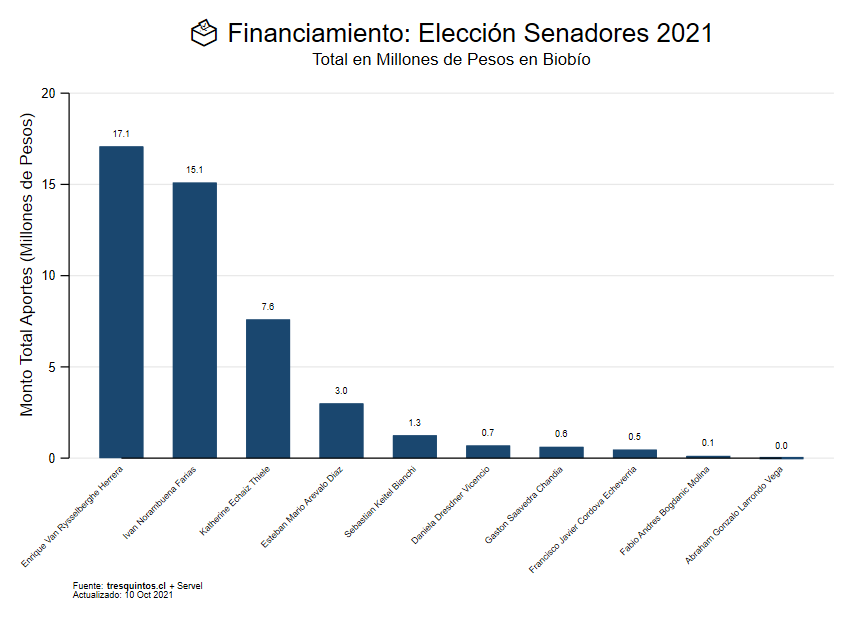 Financiamiento: Elección Senadores 2021
Total en Millones de Pesos en Biobío
Monto Total Aportes (Millones de Pesos)
20
15
10
5
0
17.1
15.1
7.6
3.0
1.3
0.7
0.6
0.5
0.1
0.0
Enrique Van Rysselberghe Herrera
Ivan Norambuena Farias
Katherine Echaiz Thiele
Esteban Mario Arevalo Diaz
Sebastian Keitel Bianchi
Daniela Dresdner Vicencio
Gaston Saavedra Chandia
Francisco Javier Cordova Echeverria
Fabio Andres Bogdanic Molina
Abraham Gonzalo Larrondo Vega
Fuente: tresquintos.cl + Servel
Actualizado: 10 Oct 2021